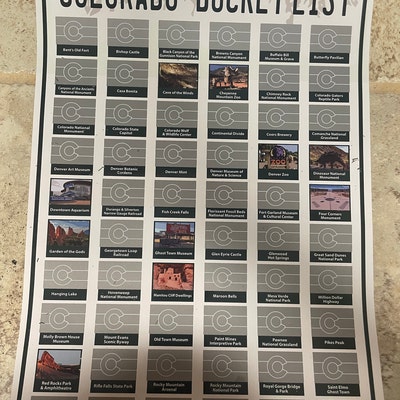 COLORADO BUCKET LIST
Bent's Old Fort Bishop Castle Black Canyon of the Gunnison National Park Browns Canyon National Monument Buffalo Bill Museum & Grave Butterfly Pavilion
Canyons of the Ancients National Monument Casa Bonita Cave of the Winds Cheyenne Mountain Zoo Chimney Rock National Monument Colorado Gators Reptile Park
Colorado National Monument Colorado State Capitol Colorado Wolf & Wildlife Center Continental Divide Coors Brewery Comanche National Grassland
Denver Art Museum Denver Botanic Gardens Denver Mint Denver Museum of Nature & Science Denver Zoo Dinosaur National Monument
Downtown Aquarium Durango & Silverton Narrow Gauge Railroad Fish Creek Falls Florissant Fossil Beds National Monument Fort Garland Museum & Cultural Center Four Corners Monument
Garden of the Gods Georgetown Loop Railroad Ghost Town Museum Glen Eyrie Castle Glenwood Hot Springs Great Sand Dunes National Park
Hanging Lake Hovenweep National Monument Manitou Cliff Dwellings Maroon Bells Mesa Verde National Park Million Dollar Highway
Molly Brown House Museum Mount Evans Scenic Byway Old Town Museum Paint Mines Interpretive Park Pawnee National Grassland Pikes Peak
Red Rocks Park & Amphitheatre Rifle Falls State Park Rocky Mountain Arsenal Rocky Mountain National Park Royal Gorge Bridge & Park Saint Elmo Ghost Town